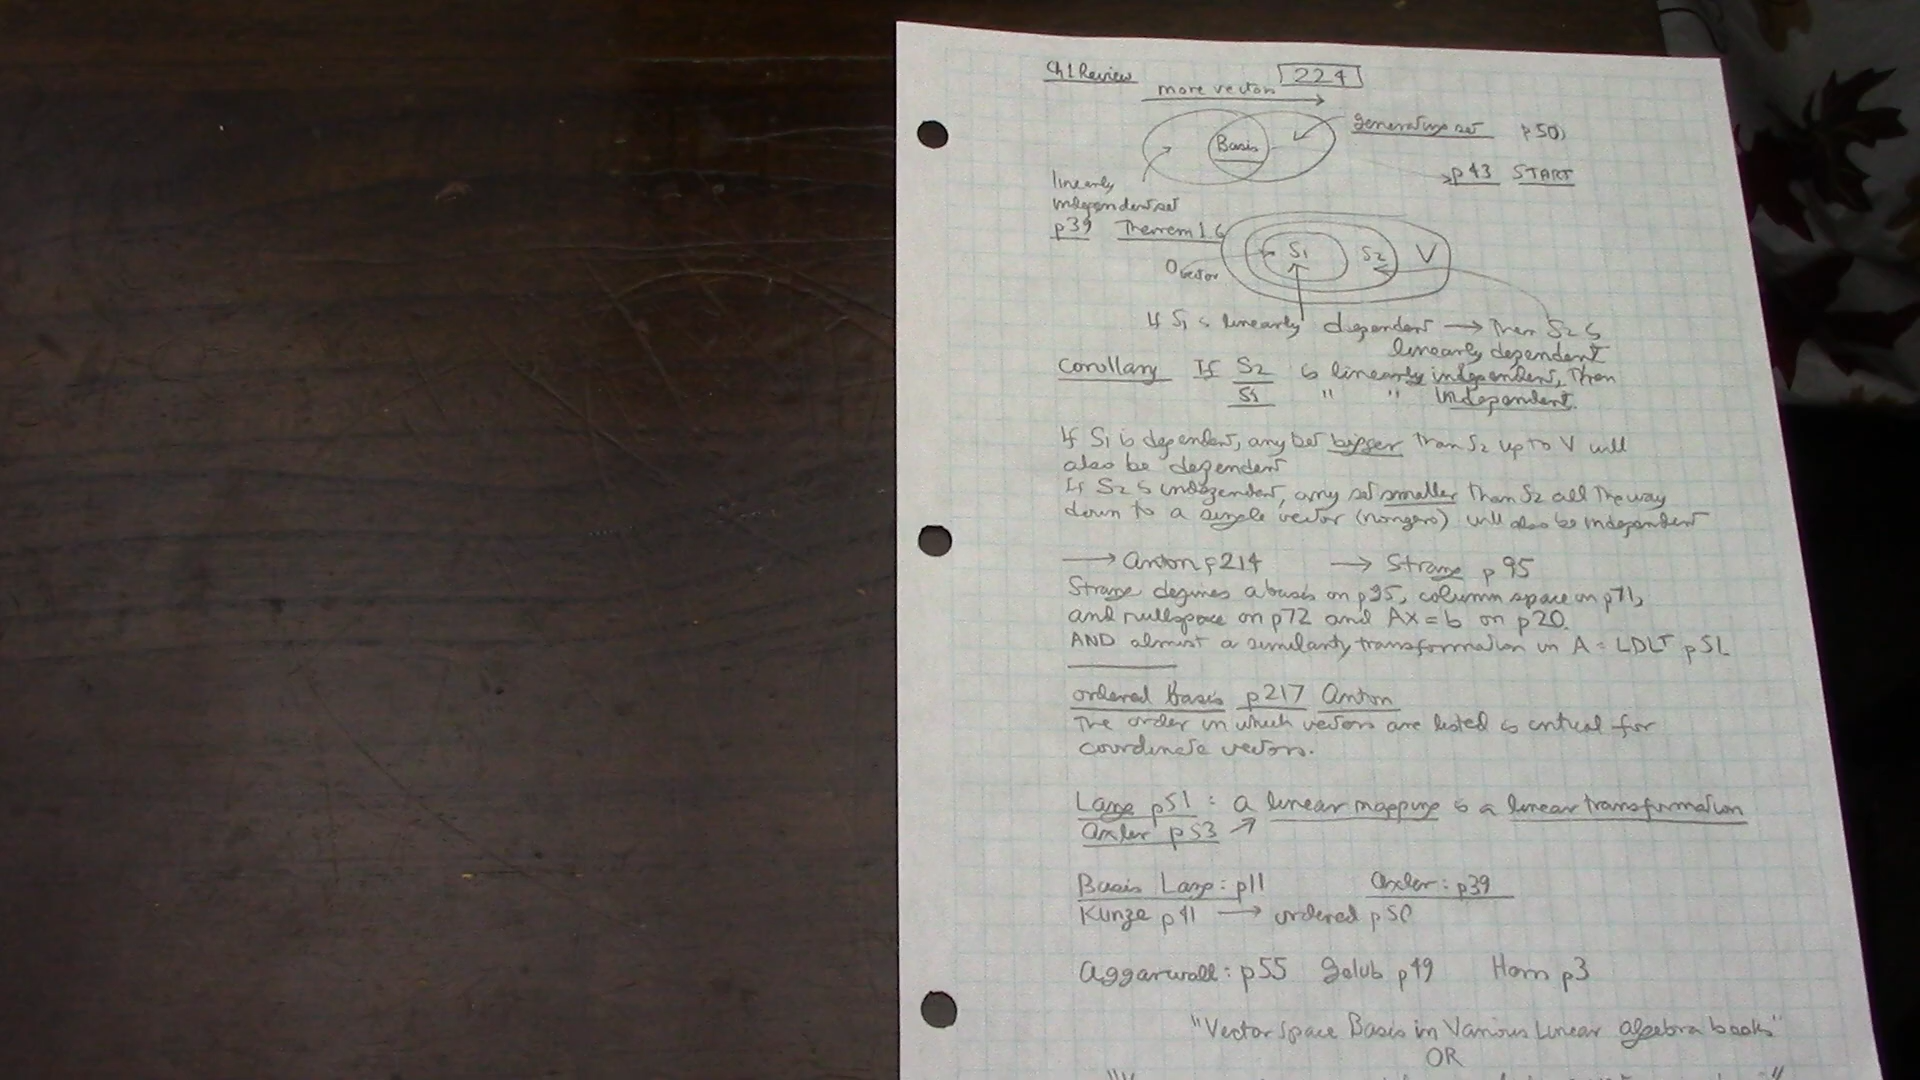 Ch 1 Review 224
more vectors
Basis generating set p50
p43 START
linearly
independent set
p39 Theorem 1.6
S1 S2 V
0 vector
If S1 is linearly dependent → Then S2 is
linearly dependent
Corollary If S2 is linearly independent, Then
S1 " " independent.
If S1 is dependent, any set bigger than S2 up to V will
also be dependent
If S2 is independent, any set smaller than S2 all the way
down to a single vector (nonzero) will also be independent
→ Anton p214 → Strang p95
Strang defines a basis on p95, column space on p71,
and nullspace on p72 and Ax = b on p20.
AND almost a similarity transformation in A = LDLT p51
ordered Basis p217 Anton
The order in which vectors are listed is critical for
coordinate vectors.
Lang p51 : a linear mapping is a linear transformation
Axler p53
Basis Lang: p11 Axler: p39
Kunze p41 → ordered p50
Aggarwall: p55 Golub p49 Horn p3
"Vector Space Basis in Various Linear algebra books"
OR